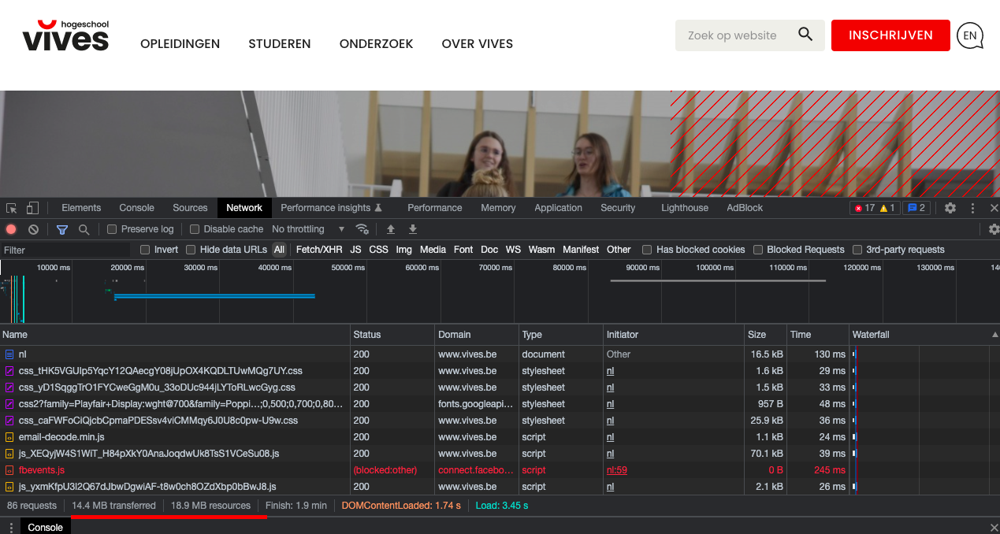 hogeschool
vives
OPLEIDINGEN STUDEREN ONDERZOEK OVER VIVES
Zoek op website
INSCHRIJVEN
EN
Elements Console Sources Network Performance insights Performance Memory Application Security Lighthouse AdBlock 17 1 2
Preserve log Disable cache No throttling
Filter Invert Hide data URLs All Fetch/XHR JS CSS Img Media Font Doc WS Wasm Manifest Other Has blocked cookies Blocked Requests 3rd-party requests
10000 ms 20000 ms 30000 ms 40000 ms 50000 ms 60000 ms 70000 ms 80000 ms 90000 ms 100000 ms 110000 ms 120000 ms 130000 ms 14
Name Status Domain Type Initiator Size Time Waterfall
nl 200 www.vives.be document Other 16.5 kB 130 ms
css_tHK5VGUIp5YqcY12QAecgY08jUpOX4KQDLTUwMQg7UY.css 200 www.vives.be stylesheet nl 1.6 kB 29 ms
css_yD1SqggTrO1FYCweGgM0u_33oDUc944jLYToRLwcGyg.css 200 www.vives.be stylesheet nl 1.5 kB 33 ms
css2?family=Playfair+Display:wght@700&family=Poppi…;0,500;0,700;0,80… 200 fonts.googleapi… stylesheet nl 957 B 48 ms
css_caFWFoCiQjcbCpmaPDESsv4viCMMqy6J0U8c0pw-U9w.css 200 www.vives.be stylesheet nl 25.9 kB 36 ms
email-decode.min.js 200 www.vives.be script nl 1.1 kB 24 ms
js_XEQyjW4S1WiT_H84pXkY0AnaJoqdwUk8TsS1VCeSu08.js 200 www.vives.be script nl 70.1 kB 39 ms
fbevents.js (blocked:other) connect.facebo… script nl:59 0 B 245 ms
js_yxmKfpU3l2Q67dJbwDgwiAF-t8w0ch8OZdXbp0bBwJ8.js 200 www.vives.be script nl 2.1 kB 26 ms
86 requests 14.4 MB transferred 18.9 MB resources Finish: 1.9 min DOMContentLoaded: 1.74 s Load: 3.45 s
Console